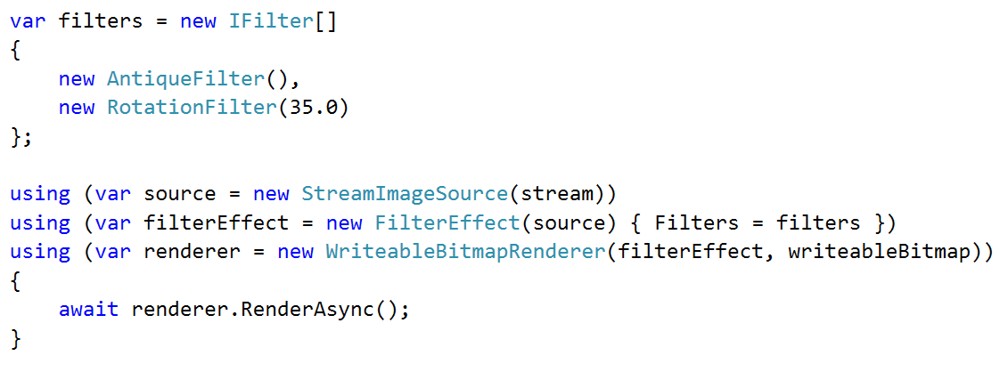 var filters = new IFilter[]
{
    new AntiqueFilter(),
    new RotationFilter(35.0)
};

using (var source = new StreamImageSource(stream))
using (var filterEffect = new FilterEffect(source) { Filters = filters })
using (var renderer = new WriteableBitmapRenderer(filterEffect, writeableBitmap))
{
    await renderer.RenderAsync();
}